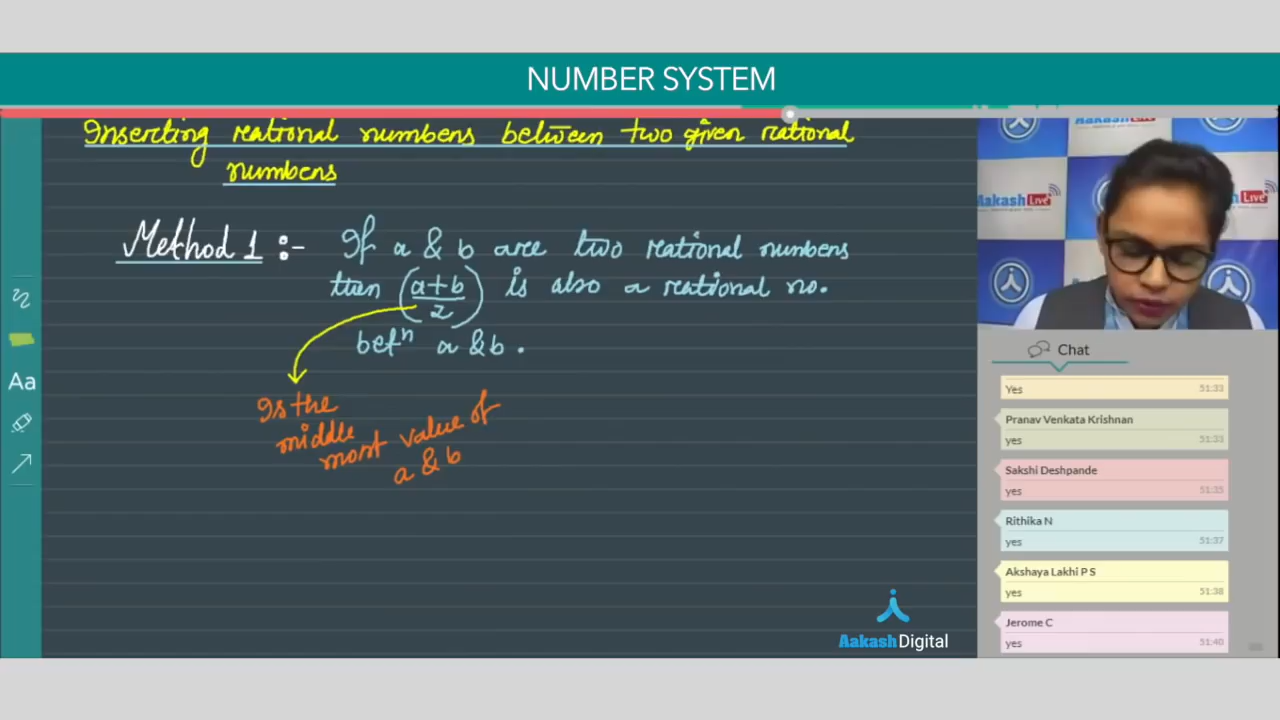 NUMBER SYSTEM
Inserting rational numbers between two given rational
numbers
Method 1 :- If a & b are two rational numbers
then (a+b/2) is also a rational no.
betⁿ a & b.
Is the
middle
most value of
a & b
Aa
Aakash Digital
Aakash Live
Aakash Live
Chat
Yes 51:33
Pranav Venkata Krishnan
yes 51:33
Sakshi Deshpande
yes 51:35
Rithika N
yes 51:37
Akshaya Lakhi P S
yes 51:38
Jerome C
yes 51:40